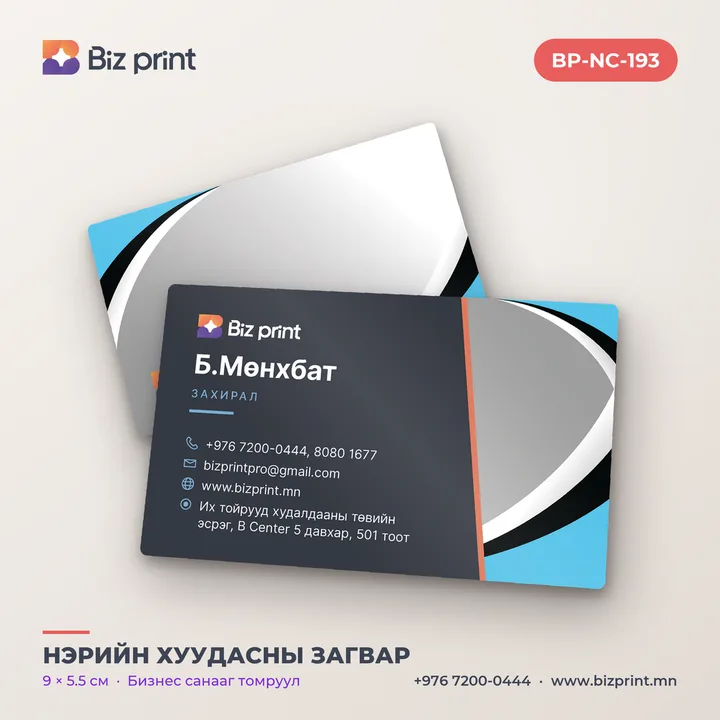 Biz print
BP-NC-193
Biz print
Б.Мөнхбат
ЗАХИРАЛ
+976 7200-0444, 8080 1677
bizprintpro@gmail.com
www.bizprint.mn
Их тойрууд худалдааны төвийн
эсрэг, B Center 5 давхар, 501 тоот
НЭРИЙН ХУУДАСНЫ ЗАГВАР
9 × 5.5 см · Бизнес санааг томруул
+976 7200-0444 · www.bizprint.mn